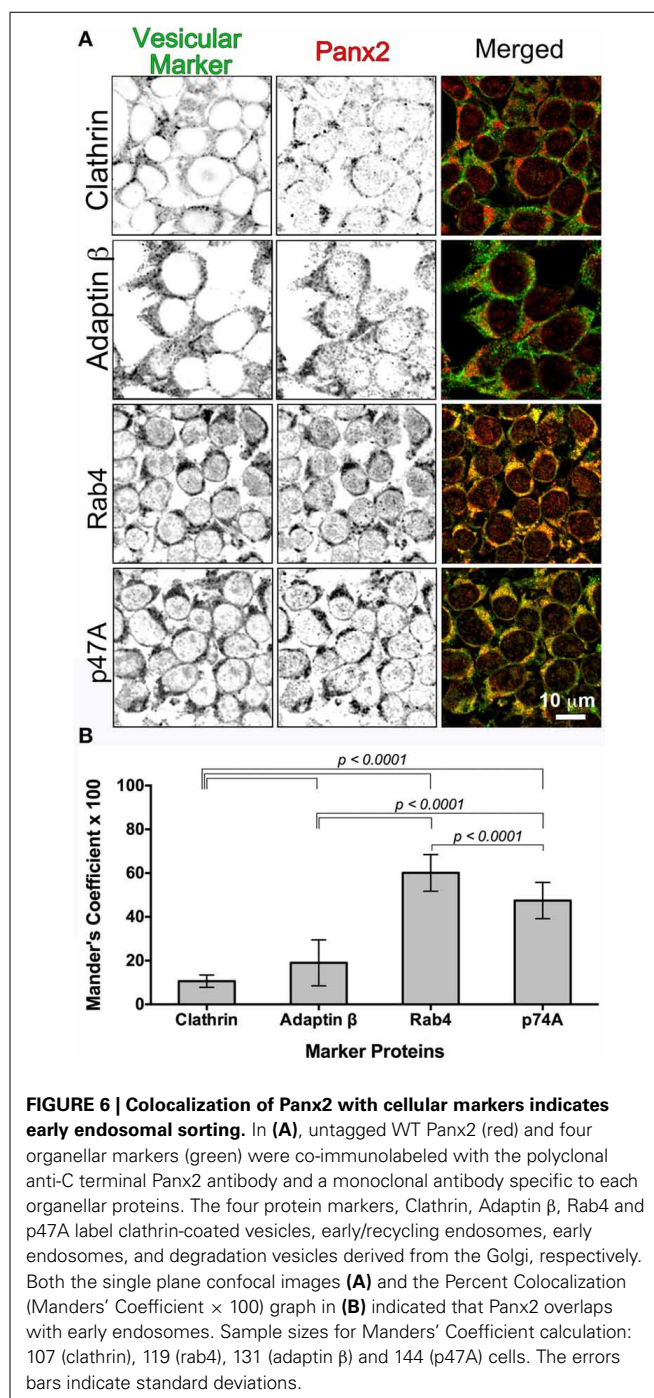 A
Vesicular Marker Panx2 Merged
Clathrin
Adaptin β
Rab4
p47A
10 μm
B
p < 0.0001
p < 0.0001
p < 0.0001
Mander's Coefficient x 100
100
80
60
40
20
0
Clathrin Adaptin β Rab4 p74A
Marker Proteins
FIGURE 6 | Colocalization of Panx2 with cellular markers indicates
early endosomal sorting. In (A), untagged WT Panx2 (red) and four
organellar markers (green) were co-immunolabeled with the polyclonal
anti-C terminal Panx2 antibody and a monoclonal antibody specific to each
organellar proteins. The four protein markers, Clathrin, Adaptin β, Rab4 and
p47A label clathrin-coated vesicles, early/recycling endosomes, early
endosomes, and degradation vesicles derived from the Golgi, respectively.
Both the single plane confocal images (A) and the Percent Colocalization
(Manders' Coefficient × 100) graph in (B) indicated that Panx2 overlaps
with early endosomes. Sample sizes for Manders' Coefficient calculation:
107 (clathrin), 119 (rab4), 131 (adaptin β) and 144 (p47A) cells. The errors
bars indicate standard deviations.